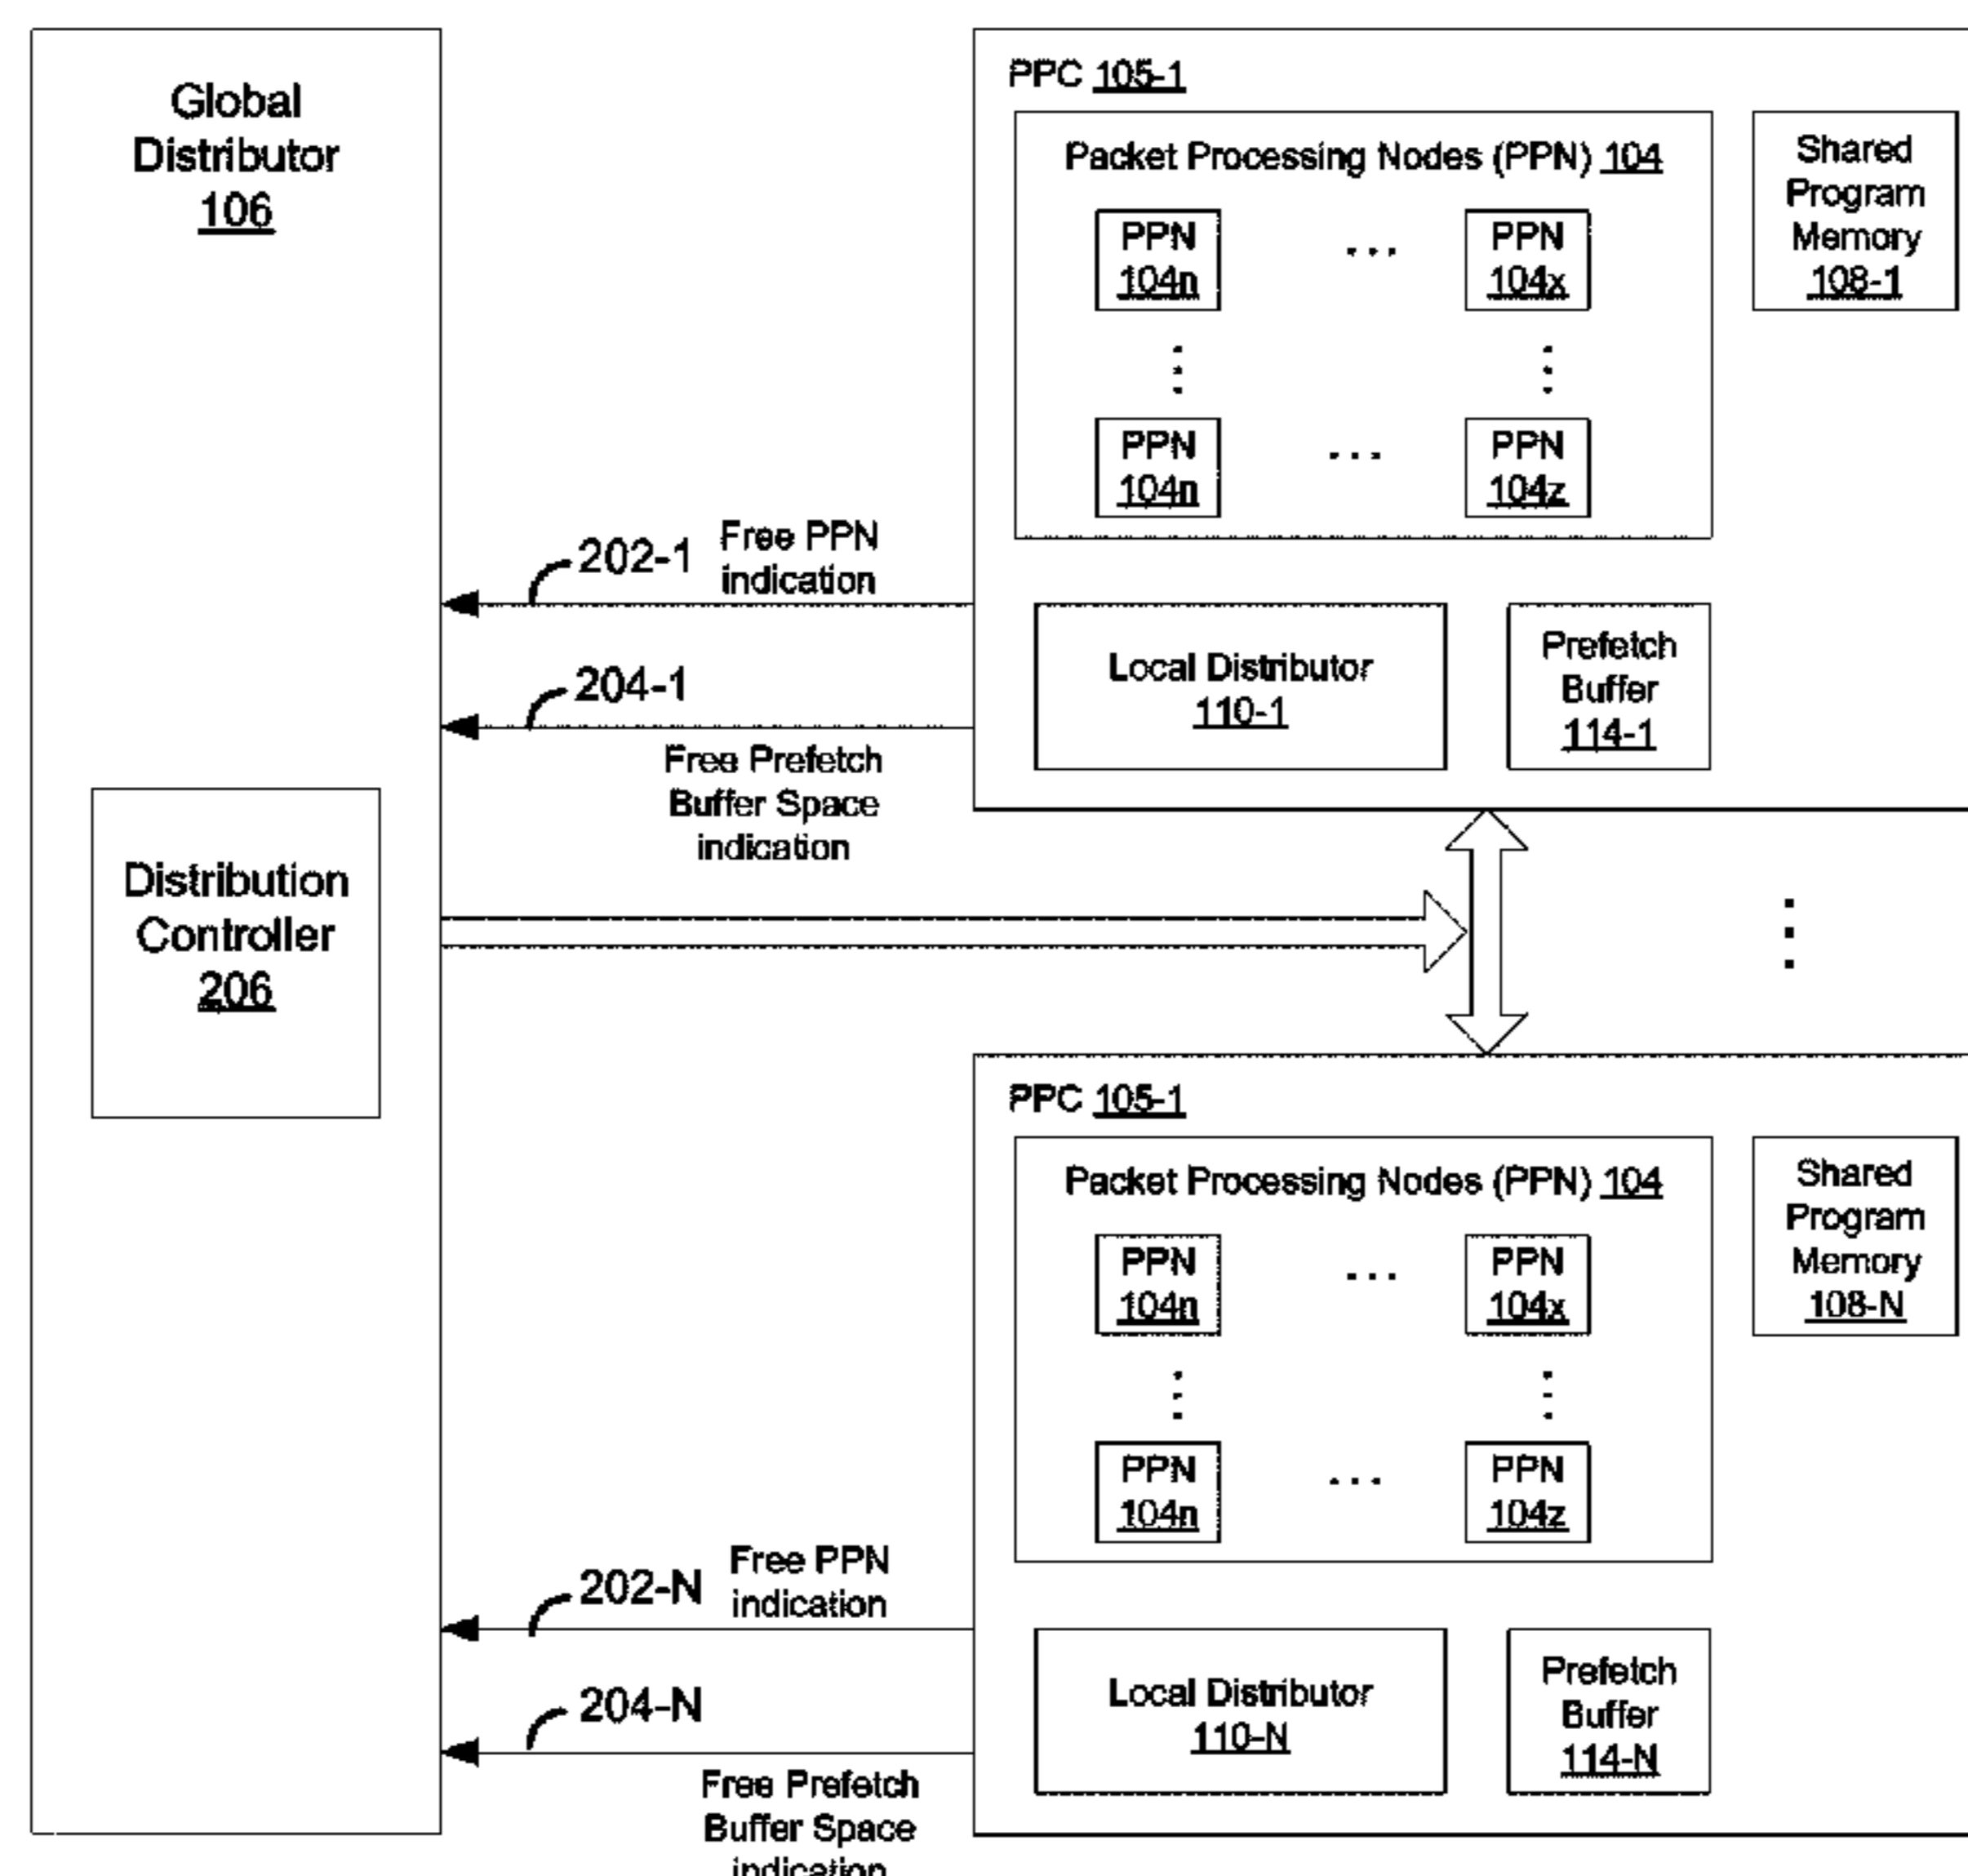 Global
Distributor
106
Distribution
Controller
206
202-1
Free PPN
indication
204-1
Free Prefetch
Buffer Space
indication
PPC 105-1
Packet Processing Nodes (PPN) 104
PPN
104n
...
PPN
104x
PPN
104n
...
PPN
104z
Shared
Program
Memory
108-1
Local Distributor
110-1
Prefetch
Buffer
114-1
202-N
Free PPN
indication
204-N
Free Prefetch
Buffer Space
indication
PPC 105-1
Packet Processing Nodes (PPN) 104
PPN
104n
...
PPN
104x
PPN
104n
...
PPN
104z
Shared
Program
Memory
108-N
Local Distributor
110-N
Prefetch
Buffer
114-N